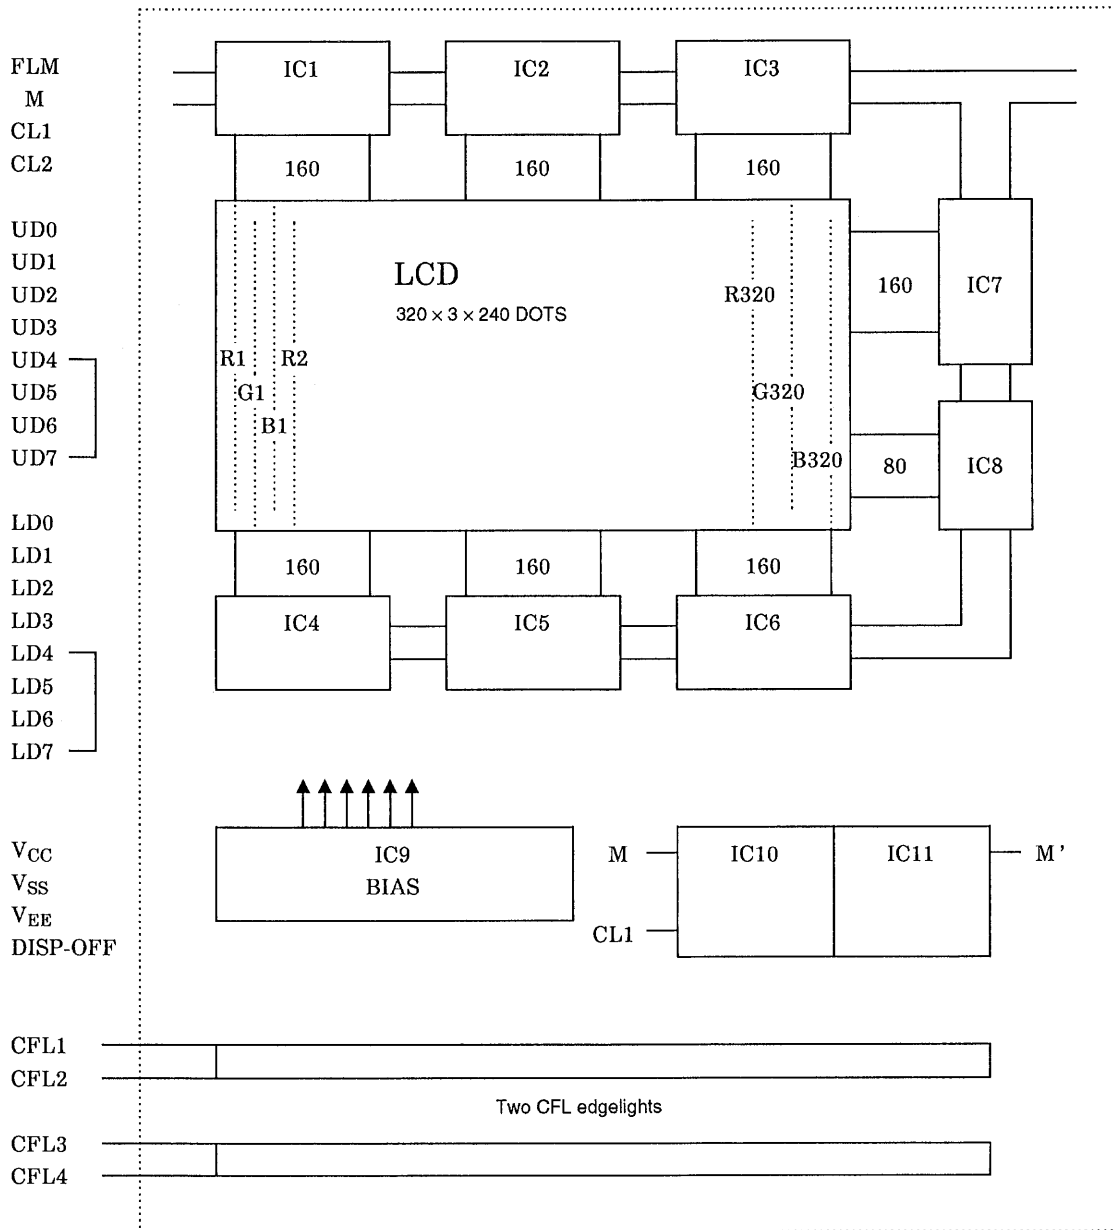 FLM
M
CL1
CL2
UD0
UD1
UD2
UD3
UD4
UD5
UD6
UD7
LD0
LD1
LD2
LD3
LD4
LD5
LD6
LD7
VCC
VSS
VEE
DISP-OFF
CFL1
CFL2
CFL3
CFL4
IC1 IC2 IC3
160 160 160
LCD
320 × 3 × 240 DOTS
R1 R2
G1
B1
R320
G320
B320
160 IC7
80 IC8
160 160 160
IC4 IC5 IC6
IC9
BIAS
M IC10 IC11 M'
CL1
Two CFL edgelights